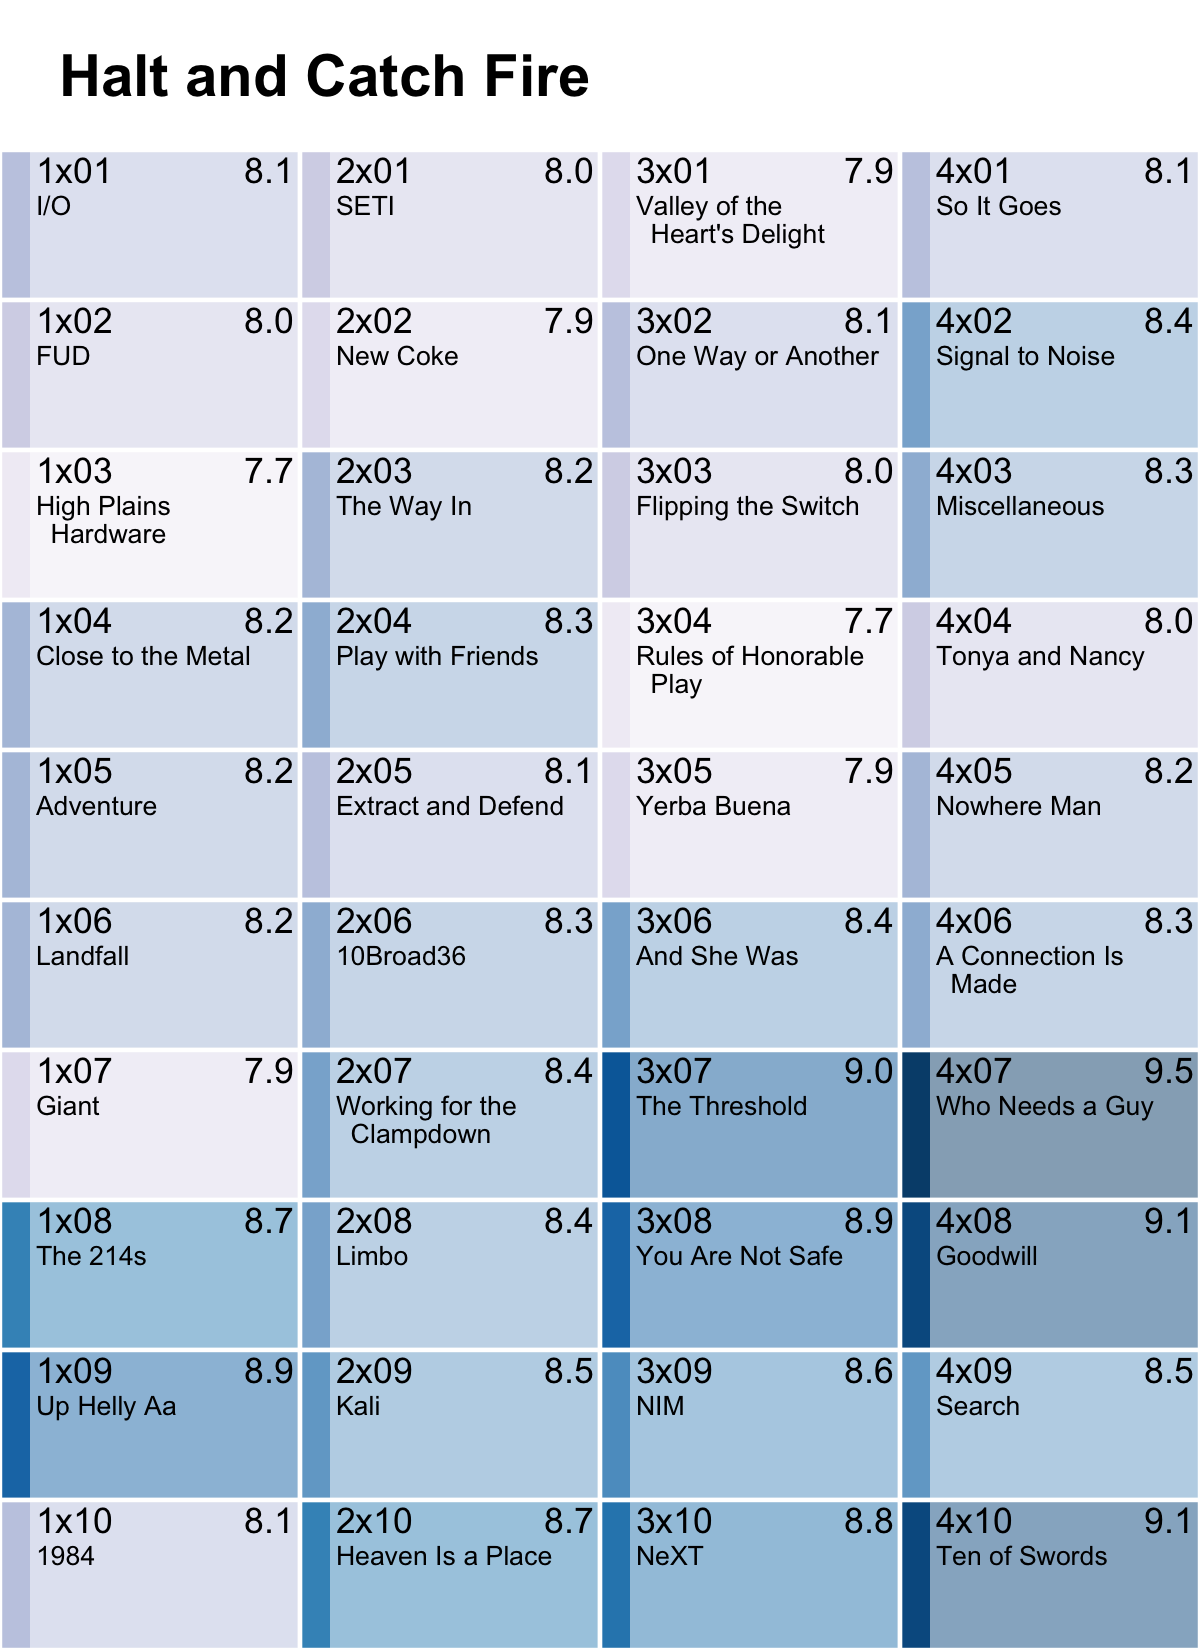 Halt and Catch Fire
1x01 8.1
I/O
2x01 8.0
SETI
3x01 7.9
Valley of the
Heart's Delight
4x01 8.1
So It Goes
1x02 8.0
FUD
2x02 7.9
New Coke
3x02 8.1
One Way or Another
4x02 8.4
Signal to Noise
1x03 7.7
High Plains
Hardware
2x03 8.2
The Way In
3x03 8.0
Flipping the Switch
4x03 8.3
Miscellaneous
1x04 8.2
Close to the Metal
2x04 8.3
Play with Friends
3x04 7.7
Rules of Honorable
Play
4x04 8.0
Tonya and Nancy
1x05 8.2
Adventure
2x05 8.1
Extract and Defend
3x05 7.9
Yerba Buena
4x05 8.2
Nowhere Man
1x06 8.2
Landfall
2x06 8.3
10Broad36
3x06 8.4
And She Was
4x06 8.3
A Connection Is
Made
1x07 7.9
Giant
2x07 8.4
Working for the
Clampdown
3x07 9.0
The Threshold
4x07 9.5
Who Needs a Guy
1x08 8.7
The 214s
2x08 8.4
Limbo
3x08 8.9
You Are Not Safe
4x08 9.1
Goodwill
1x09 8.9
Up Helly Aa
2x09 8.5
Kali
3x09 8.6
NIM
4x09 8.5
Search
1x10 8.1
1984
2x10 8.7
Heaven Is a Place
3x10 8.8
NeXT
4x10 9.1
Ten of Swords